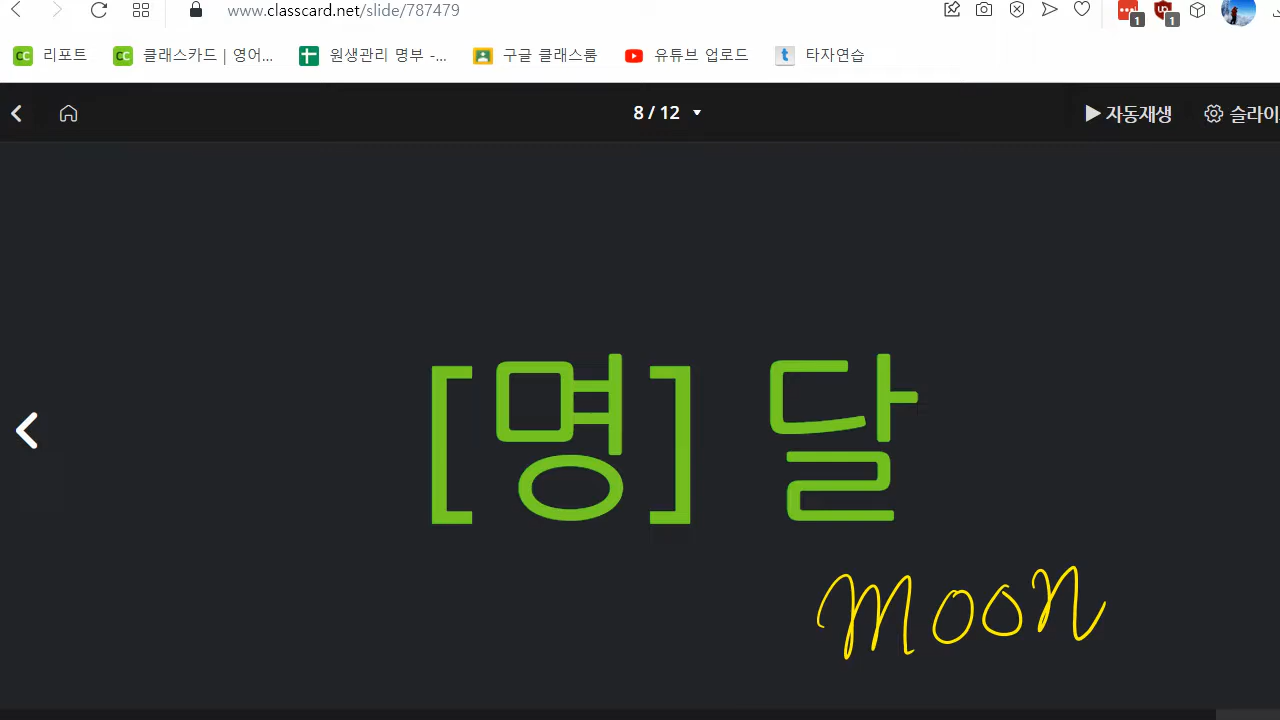 www.classcard.net/slide/787479
1 1
리포트 클래스카드 | 영어... 원생관리 명부 -... 구글 클래스룸 유튜브 업로드 타자연습
8 / 12 자동재생 슬라이
[명] 달
moon